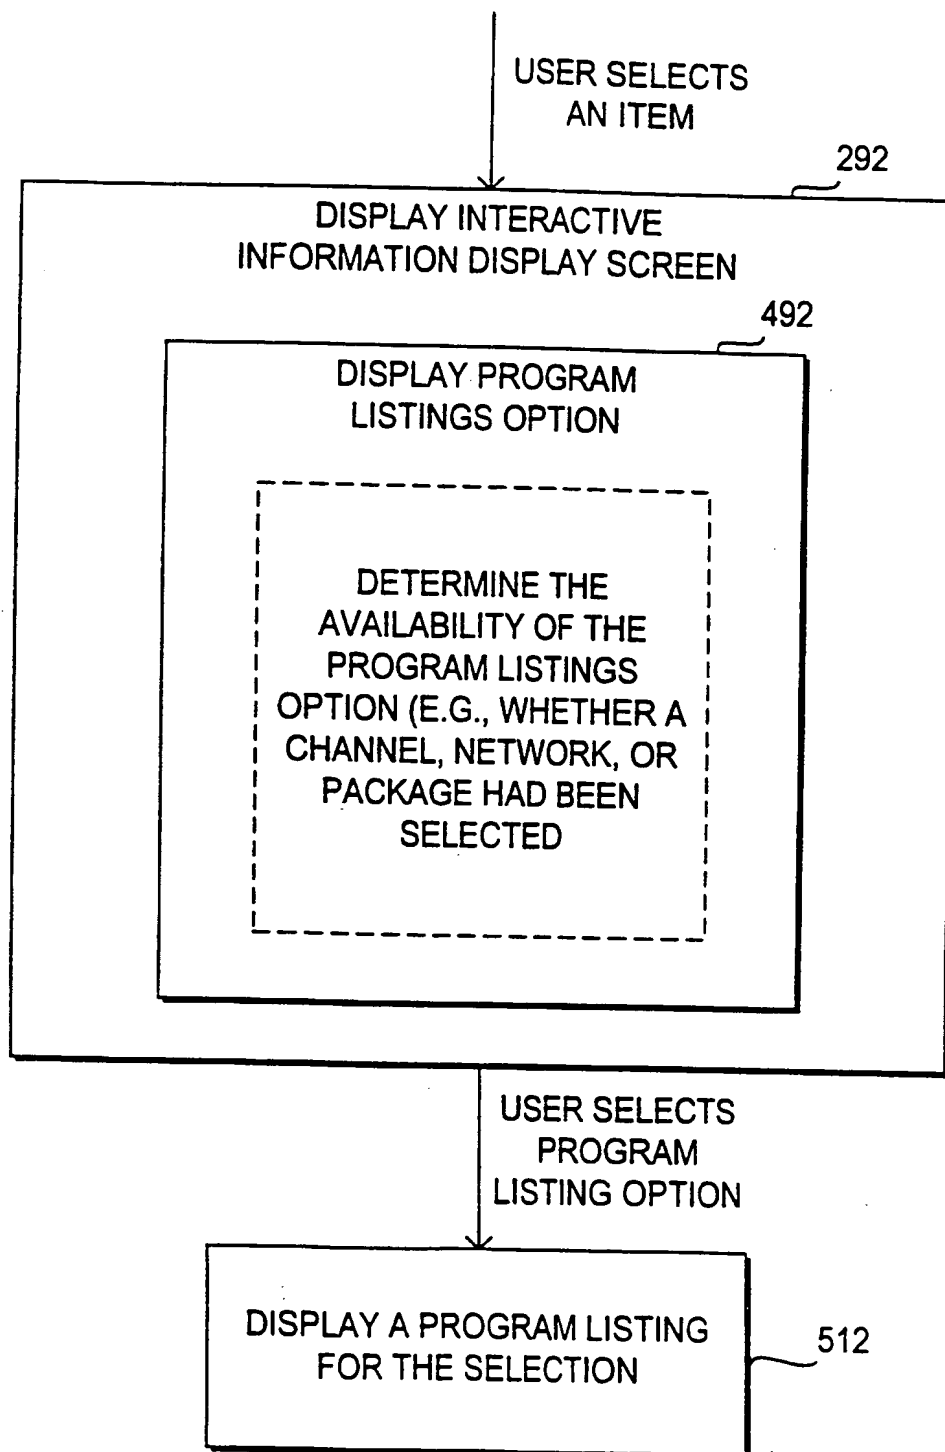 USER SELECTS
AN ITEM
292
DISPLAY INTERACTIVE
INFORMATION DISPLAY SCREEN
492
DISPLAY PROGRAM
LISTINGS OPTION
DETERMINE THE
AVAILABILITY OF THE
PROGRAM LISTINGS
OPTION (E.G., WHETHER A
CHANNEL, NETWORK, OR
PACKAGE HAD BEEN
SELECTED
USER SELECTS
PROGRAM
LISTING OPTION
DISPLAY A PROGRAM LISTING
FOR THE SELECTION
512